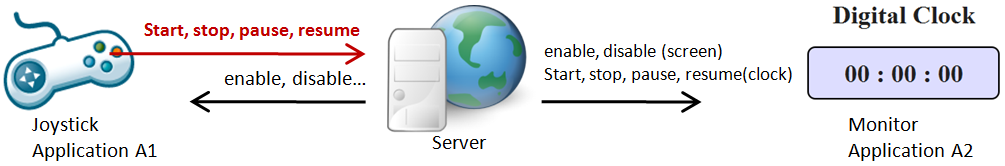 Start, stop, pause, resume
enable, disable…
Joystick
Application A1
Server
enable, disable (screen)
Start, stop, pause, resume(clock)
Digital Clock
00 : 00 : 00
Monitor
Application A2